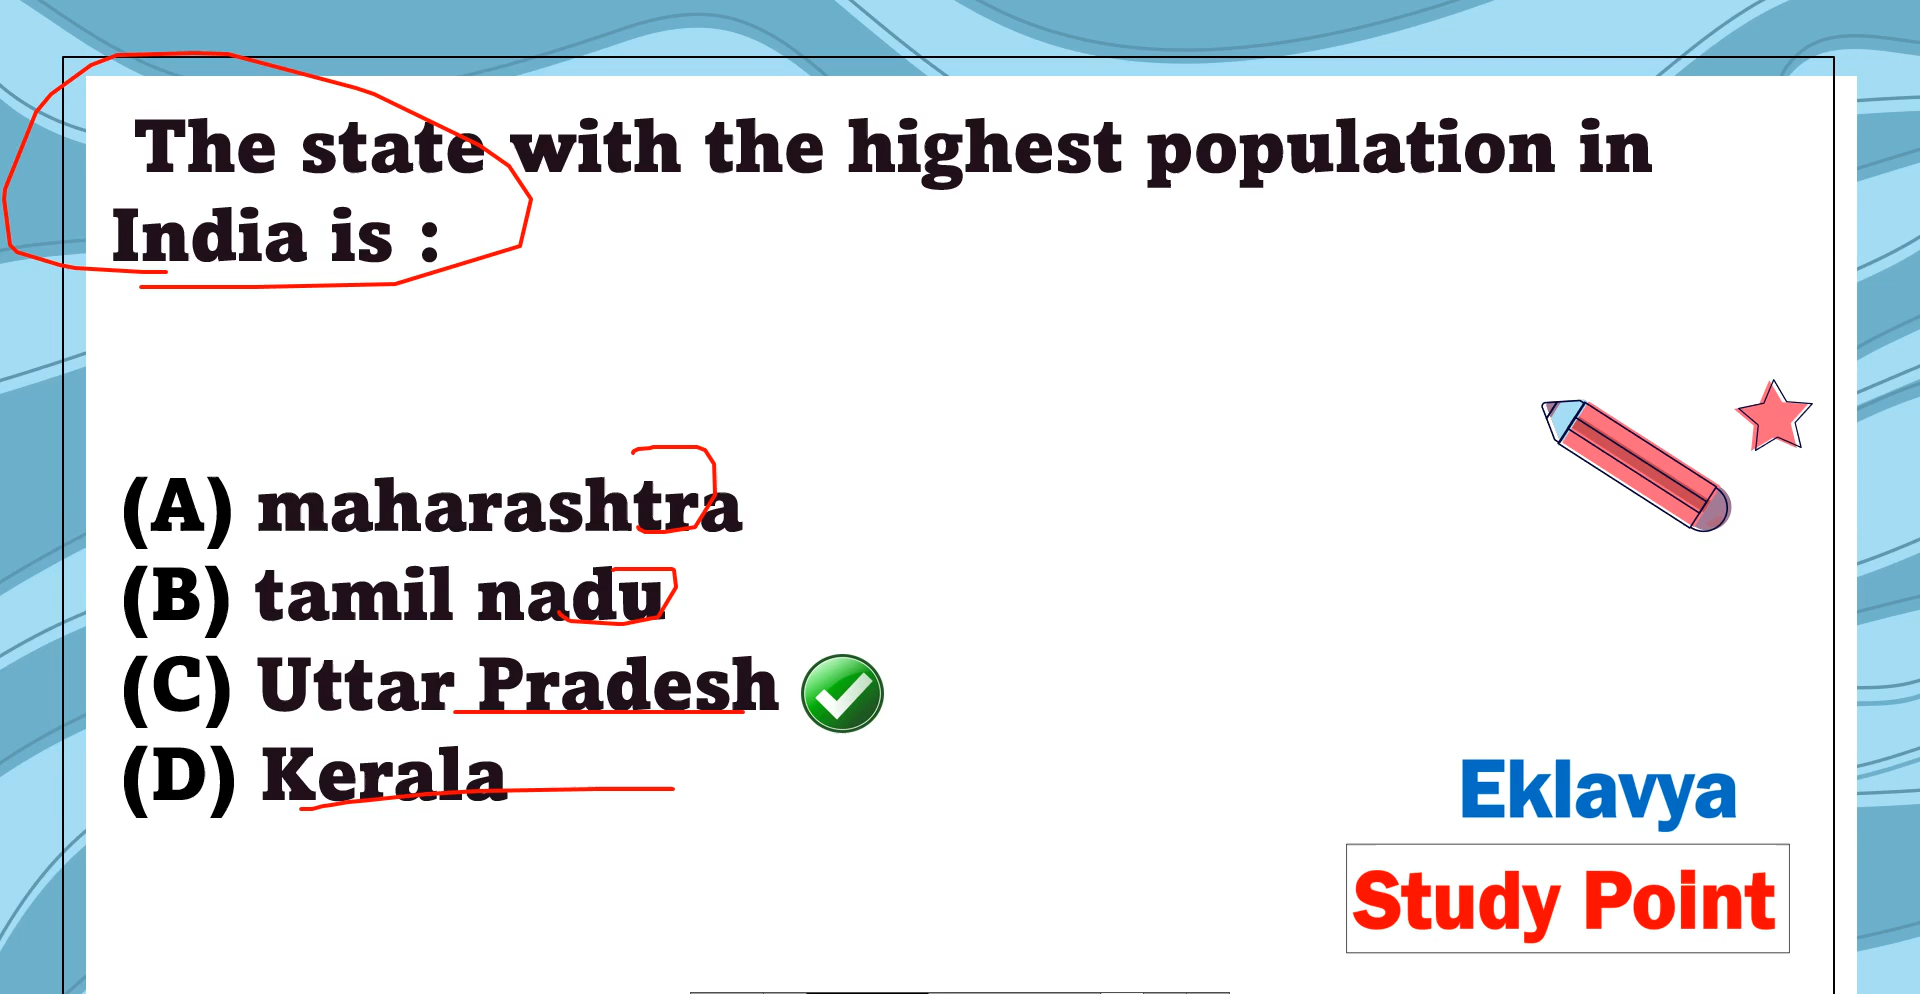 The state with the highest population in
India is :
(A) maharashtra
(B) tamil nadu
(C) Uttar Pradesh
(D) Kerala
Eklavya
Study Point